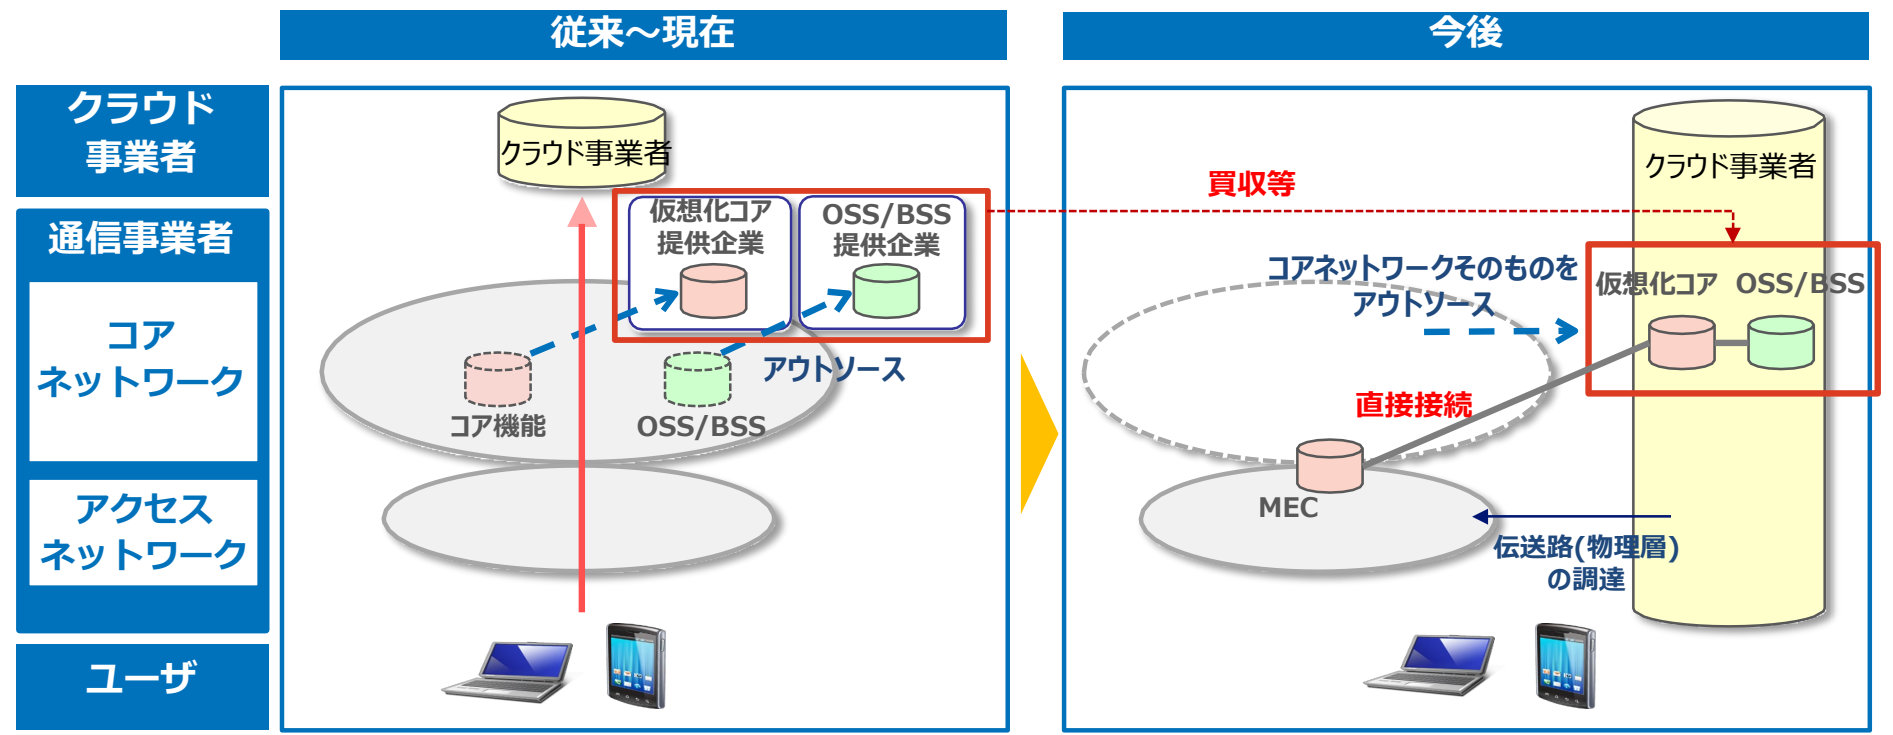 従来～現在
今後
クラウド
事業者
通信事業者
コア
ネットワーク
アクセス
ネットワーク
ユーザ
クラウド事業者
仮想化コア
提供企業
OSS/BSS
提供企業
アウトソース
コア機能
OSS/BSS
買収等
クラウド事業者
コアネットワークそのものを
アウトソース
仮想化コア
OSS/BSS
直接接続
MEC
伝送路(物理層)
の調達